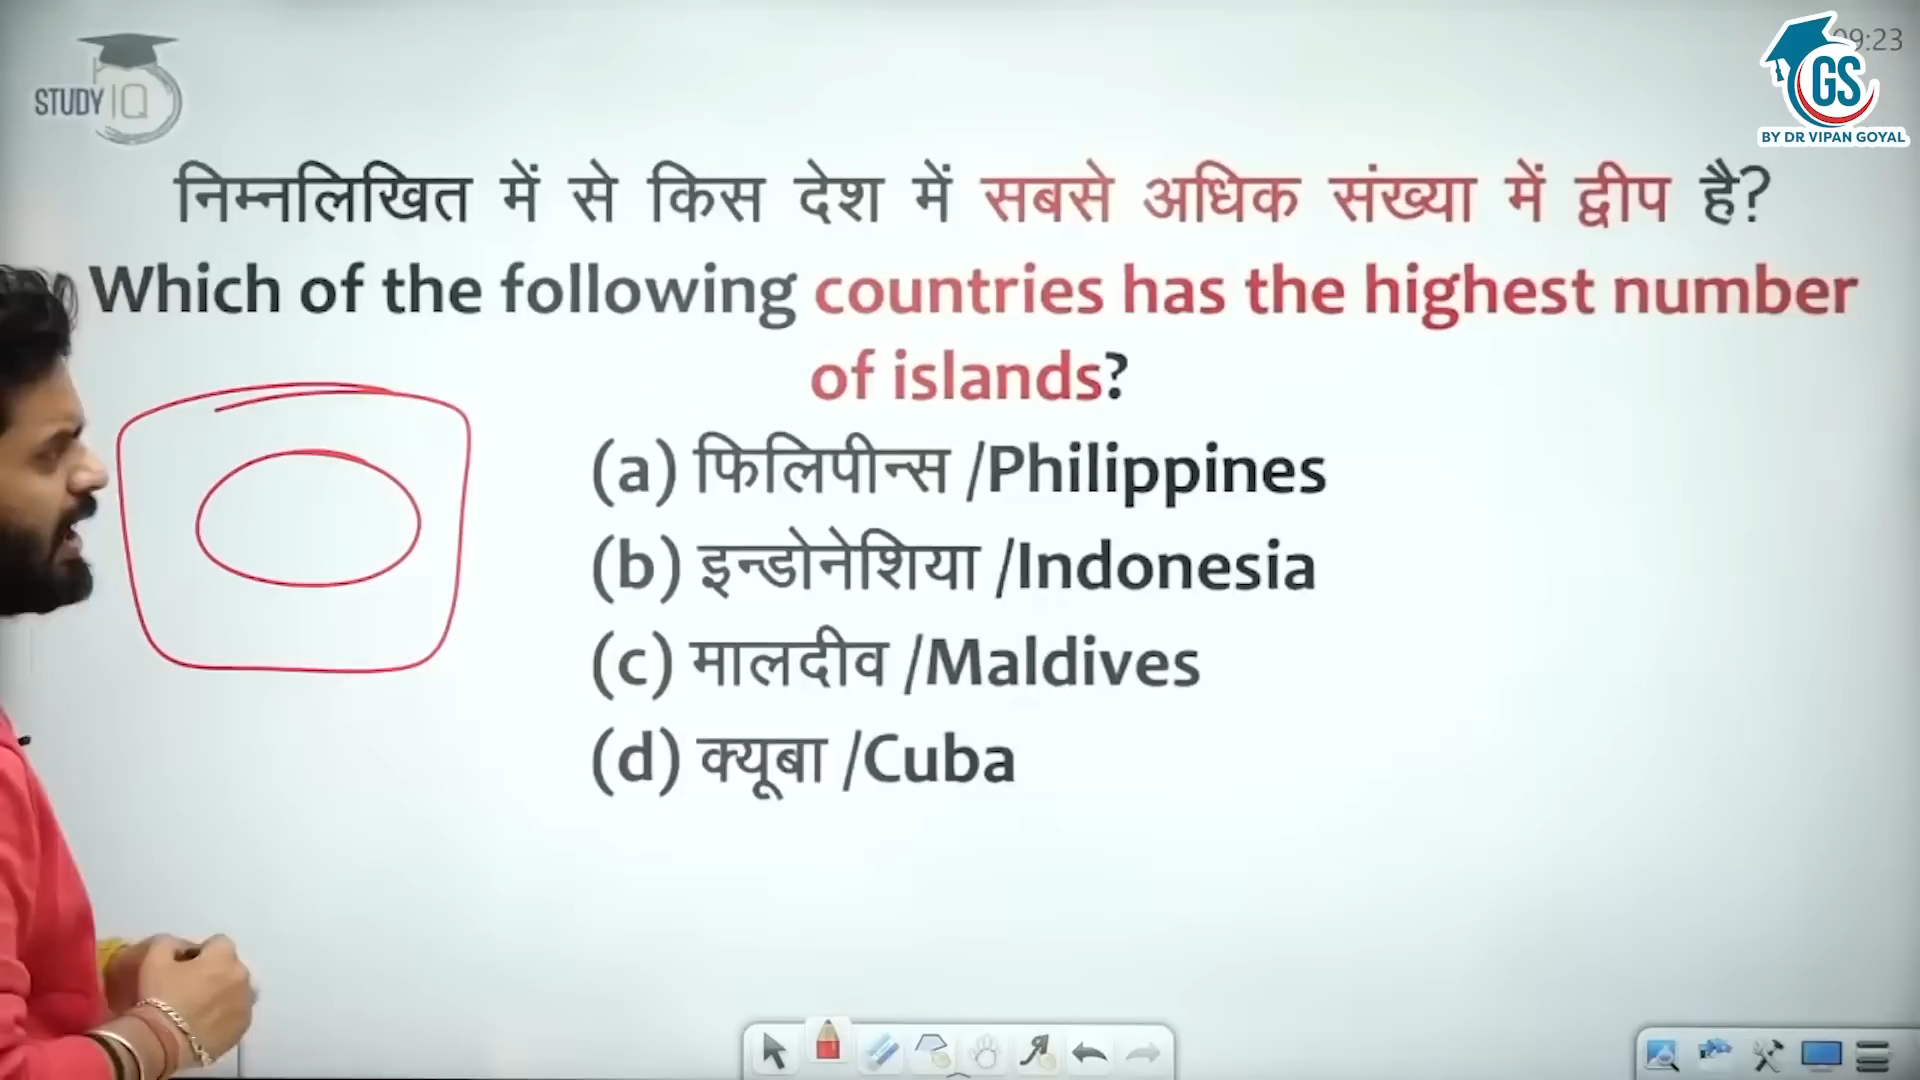 STUDY IQ
09:23
GS
BY DR VIPAN GOYAL
निम्नलिखित में से किस देश में सबसे अधिक संख्या में द्वीप है?
Which of the following countries has the highest number
of islands?
(a) फिलिपीन्स /Philippines
(b) इन्डोनेशिया /Indonesia
(c) मालदीव /Maldives
(d) क्यूबा /Cuba